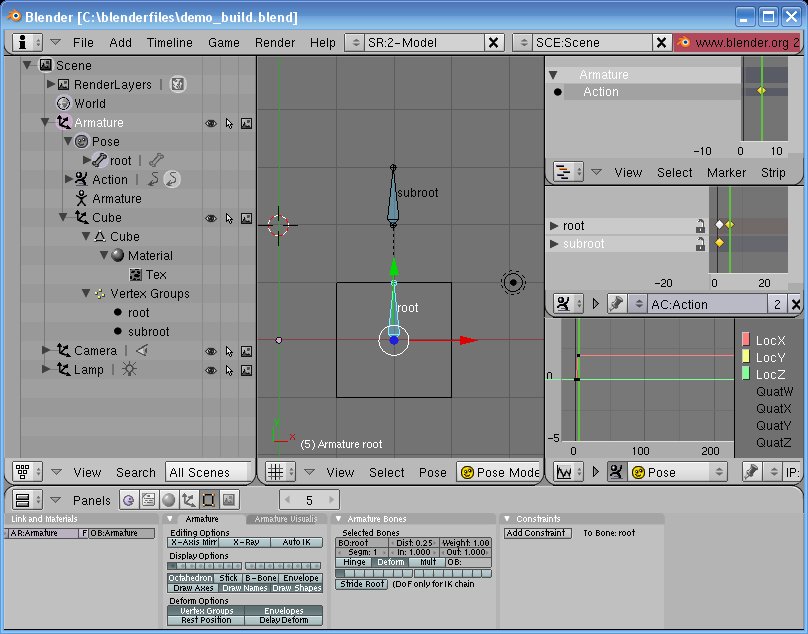 Blender [C:\blenderfiles\demo_build.blend]
File Add Timeline Game Render Help SR:2-Model SCE:Scene www.blender.org 2
Scene
RenderLayers
World
Armature
Pose
root
Action
Armature
Cube
Cube
Material
Tex
Vertex Groups
root
subroot
Camera
Lamp
View Search All Scenes
subroot
root
y
x
(5) Armature root
View Select Pose Pose Mode
Armature
Action
-10 0 10
View Select Marker Strip
root
subroot
-20 0 20
AC:Action 2
0
-5
0 100 200
LocX
LocY
LocZ
QuatW
QuatX
QuatY
QuatZ
Pose IP:
Panels 5
Link and Materials
AR:Armature F OB:Armature
Armature Armature Visualis
Editing Options
X-Axis Mirr X-Ray Auto IK
Display Options
Octahedron Stick B-Bone Envelope
Draw Axes Draw Names Draw Shapes
Deform Options
Vertex Groups Envelopes
Rest Position Delay Deform
Armature Bones
Selected Bones
BO:root Dist: 0.25 Weight: 1.00
Segm: 1 In: 1.000 Out: 1.000
Hinge Deform Mult OB:
Stride Root (DoF only for IK chain
Constraints
Add Constraint To Bone: root